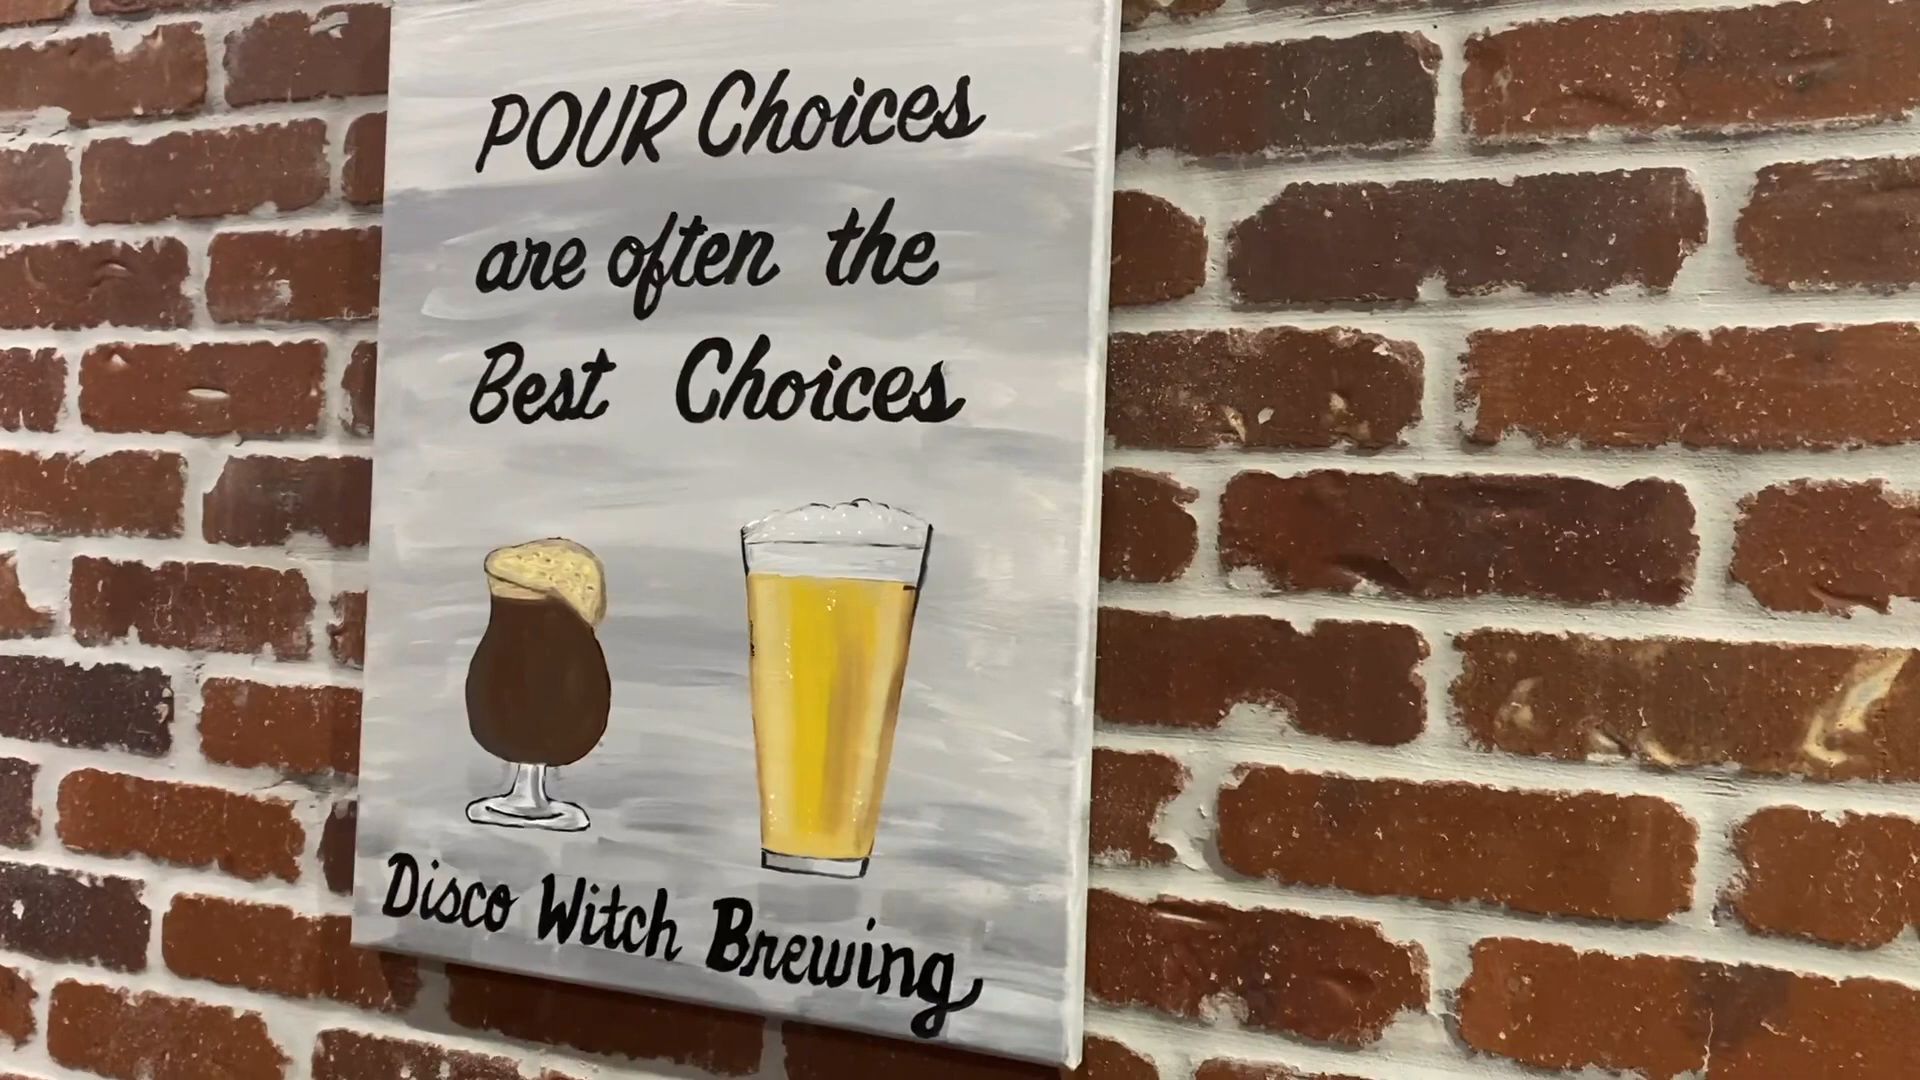 POUR Choices
are often the
Best Choices
Disco Witch Brewing